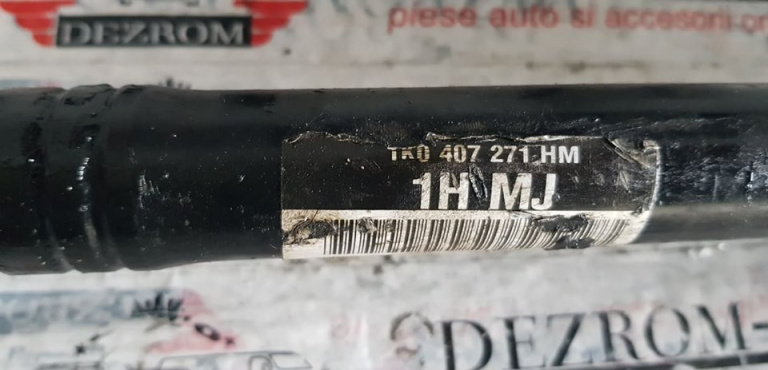 DEZROM
piese auto si accesorii
1K0 407 271 HM
1H MJ
DEZROM-